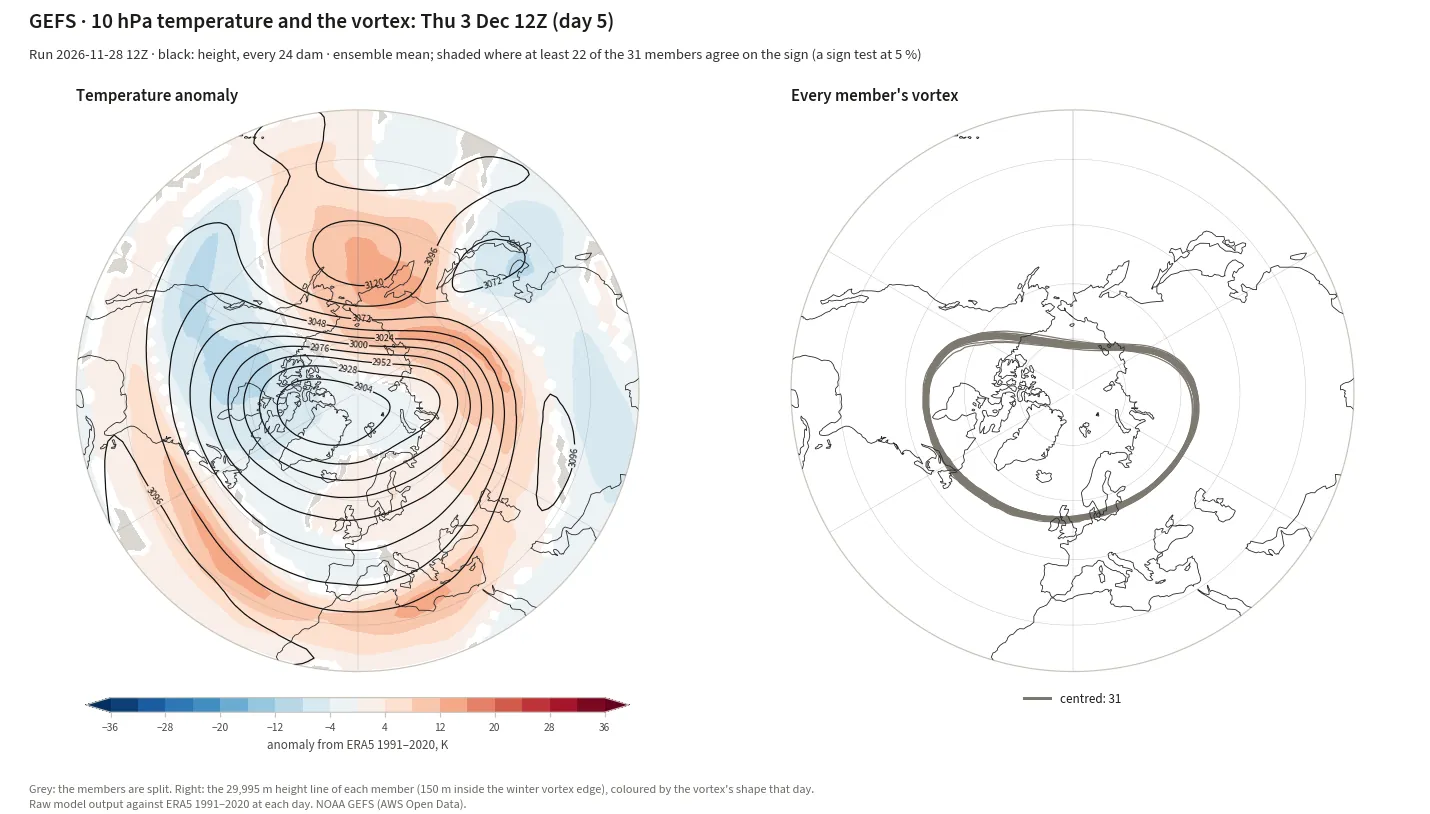 GEFS · 10 hPa temperature and the vortex: Thu 3 Dec 12Z (day 5)
Run 2026-11-28 12Z · black: height, every 24 dam · ensemble mean; shaded where at least 22 of the 31 members agree on the sign (a sign test at 5 %)
Temperature anomaly
Every member's vortex
3096
3120
3072
3048
3072
3024
2976
3000
2952
2928
2904
3096
3096
centred: 31
−36 −28 −20 −12 −4 4 12 20 28 36
anomaly from ERA5 1991–2020, K
Grey: the members are split. Right: the 29,995 m height line of each member (150 m inside the winter vortex edge), coloured by the vortex's shape that day.
Raw model output against ERA5 1991–2020 at each day. NOAA GEFS (AWS Open Data).